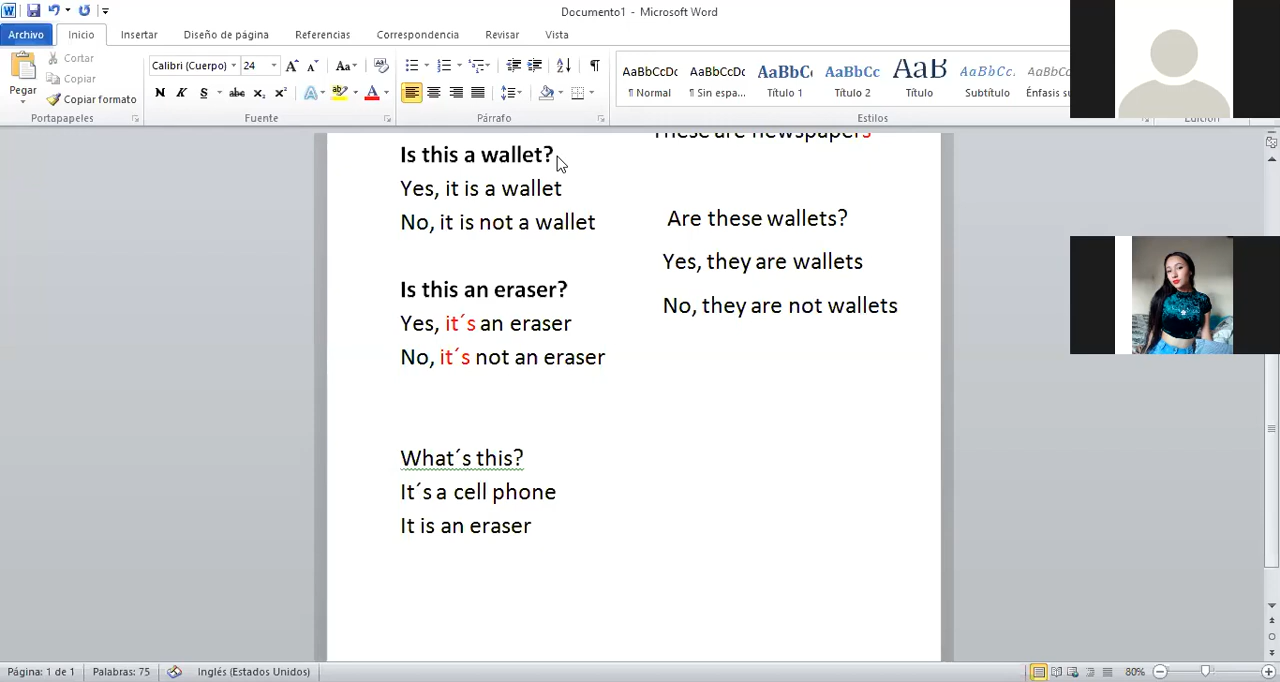 Documento1 - Microsoft Word
Archivo Inicio Insertar Diseño de página Referencias Correspondencia Revisar Vista
Pegar
Cortar
Copiar
Copiar formato
Portapapeles
Calibri (Cuerpo) 24
Fuente
Párrafo
AaBbCcDc AaBbCcDc AaBbC AaBbCc AaB AaBbCc. AaBbCc
¶ Normal ¶ Sin espa... Título 1 Título 2 Título Subtítulo Énfasis
Estilos
These are newspapers
Is this a wallet?
Yes, it is a wallet
No, it is not a wallet
Is this an eraser?
Yes, it´s an eraser
No, it´s not an eraser
What´s this?
It´s a cell phone
It is an eraser
Are these wallets?
Yes, they are wallets
No, they are not wallets
Página: 1 de 1 Palabras: 75 Inglés (Estados Unidos) 80%